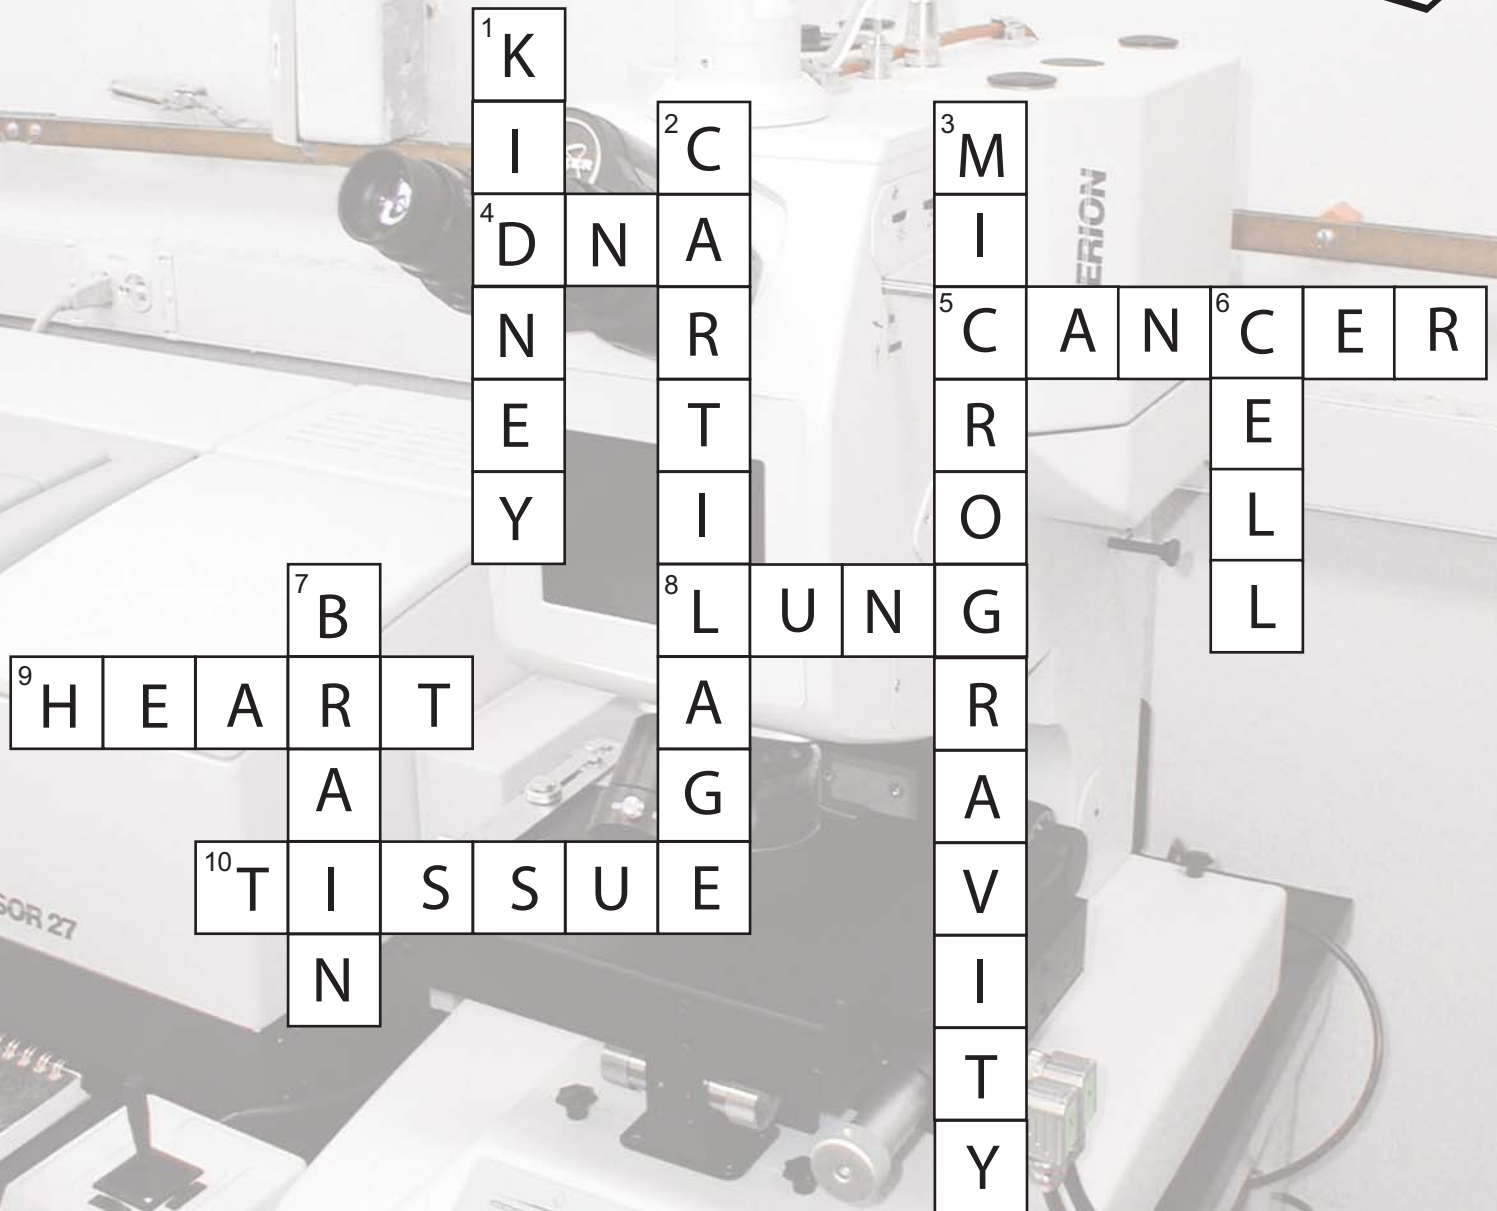 1 K
I 2 C 3 M
4 D N A I
ERION
N R 5 C A N 6 C E R
E T R E
Y I O L
7 B 8 L U N G L
9 H E A R T A R
A G A
10 T I S S U E V
SOR 27
N I
T
Y